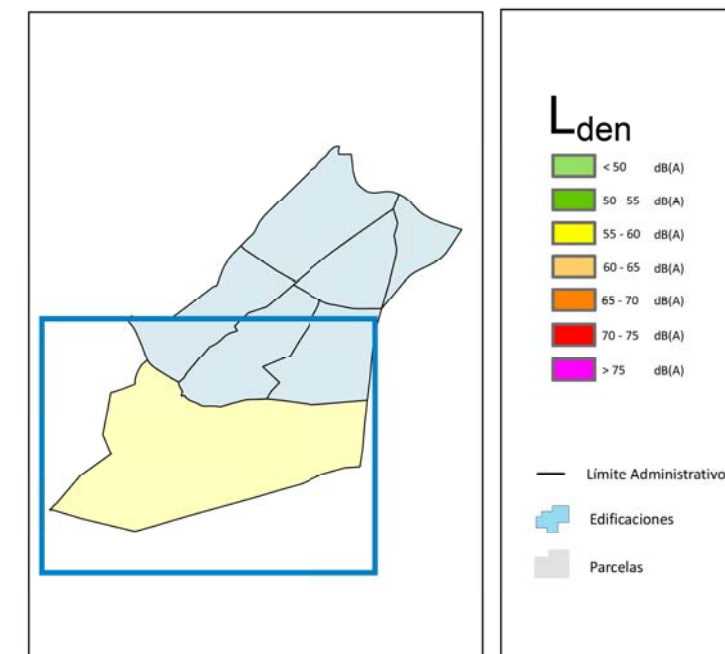 Lden
< 50 dB(A)
50 - 55 dB(A)
55 - 60 dB(A)
60 - 65 dB(A)
65 - 70 dB(A)
70 - 75 dB(A)
> 75 dB(A)
Límite Administrativo
Edificaciones
Parcelas